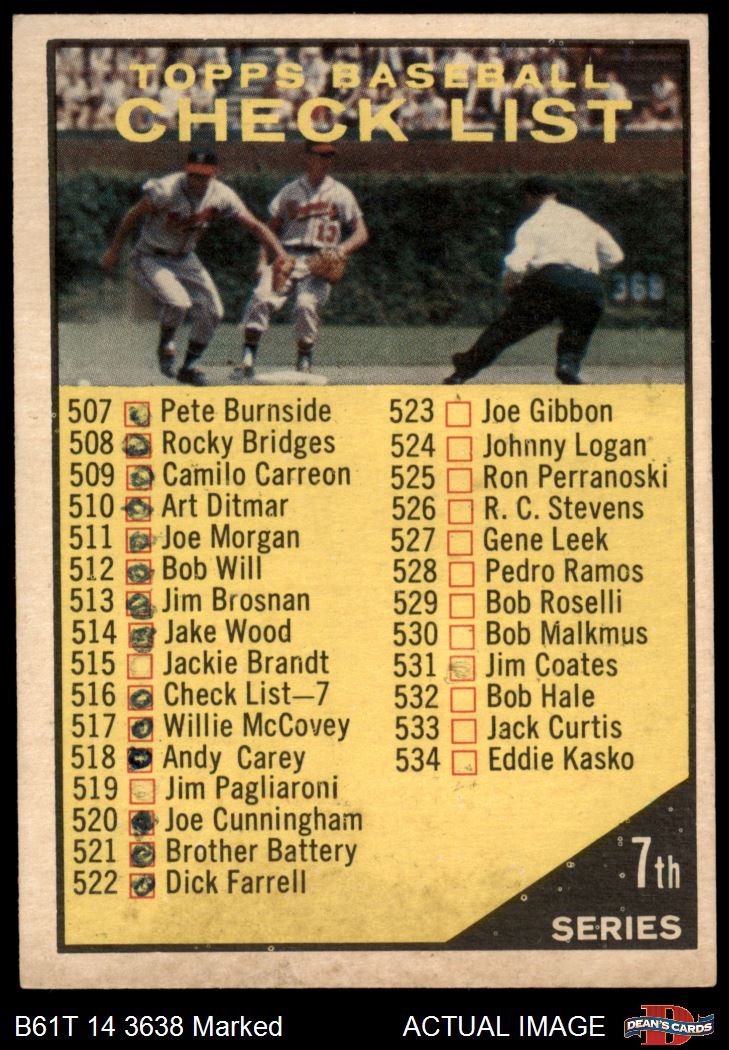 TOPPS BASEBALL
CHECK LIST
13
368
507 Pete Burnside
508 Rocky Bridges
509 Camilo Carreon
510 Art Ditmar
511 Joe Morgan
512 Bob Will
513 Jim Brosnan
514 Jake Wood
515 Jackie Brandt
516 Check List—7
517 Willie McCovey
518 Andy Carey
519 Jim Pagliaroni
520 Joe Cunningham
521 Brother Battery
522 Dick Farrell
523 Joe Gibbon
524 Johnny Logan
525 Ron Perranoski
526 R. C. Stevens
527 Gene Leek
528 Pedro Ramos
529 Bob Roselli
530 Bob Malkmus
531 Jim Coates
532 Bob Hale
533 Jack Curtis
534 Eddie Kasko
7th
SERIES
B61T 14 3638 Marked
ACTUAL IMAGE
DEAN'S CARDS